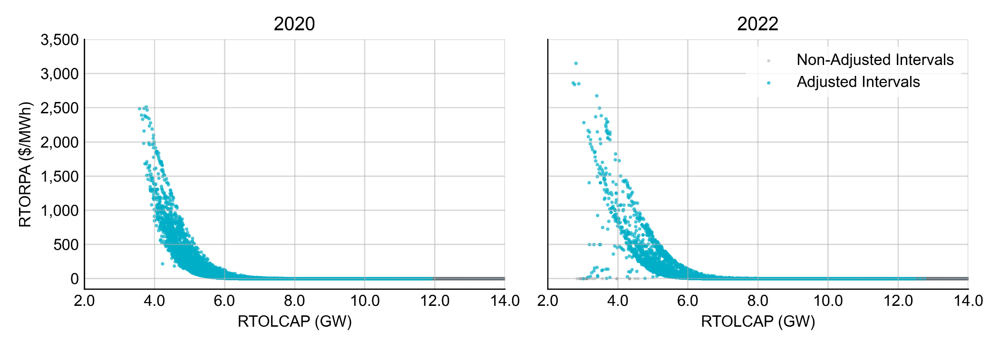 2020
2022
3,500
3,000
2,500
2,000
1,500
1,000
500
0
RTORPA ($/MWh)
2.0 4.0 6.0 8.0 10.0 12.0 14.0
RTOLCAP (GW)
Non-Adjusted Intervals
Adjusted Intervals
2.0 4.0 6.0 8.0 10.0 12.0 14.0
RTOLCAP (GW)